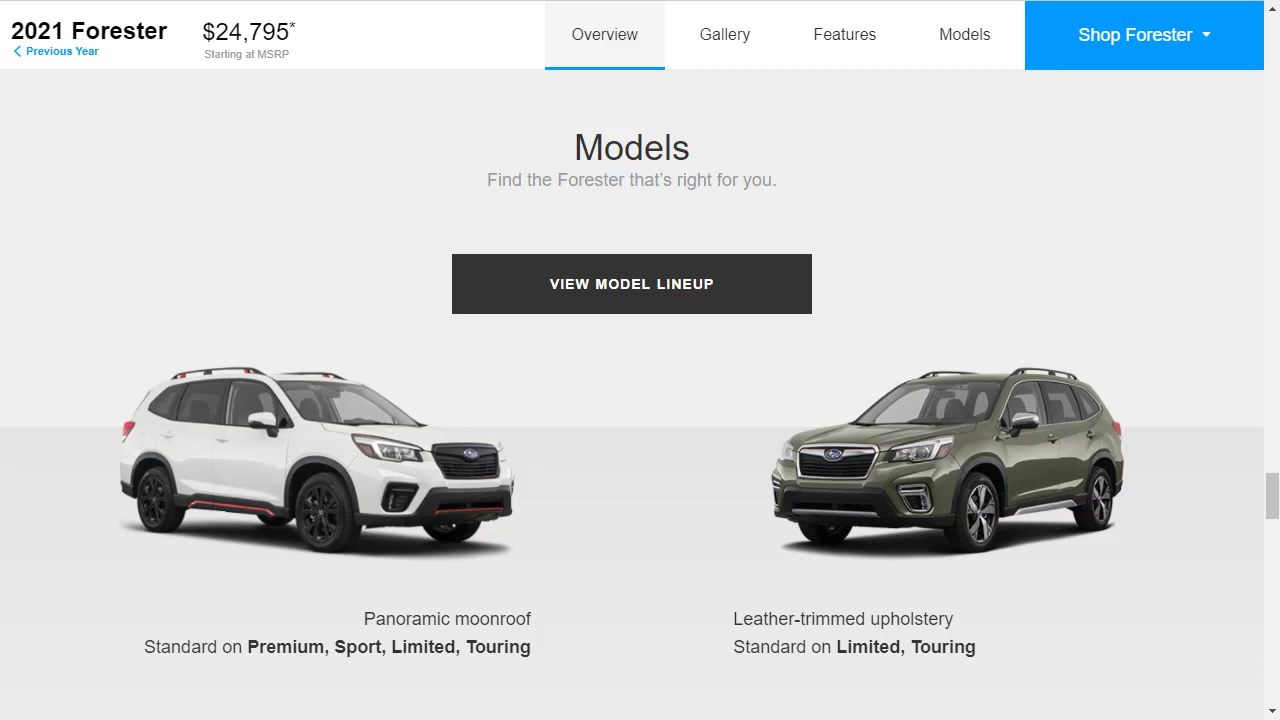 2021 Forester
Previous Year
$24,795*
Starting at MSRP
Overview
Gallery
Features
Models
Shop Forester
Models
Find the Forester that’s right for you.
VIEW MODEL LINEUP
Panoramic moonroof
Standard on Premium, Sport, Limited, Touring
Leather-trimmed upholstery
Standard on Limited, Touring